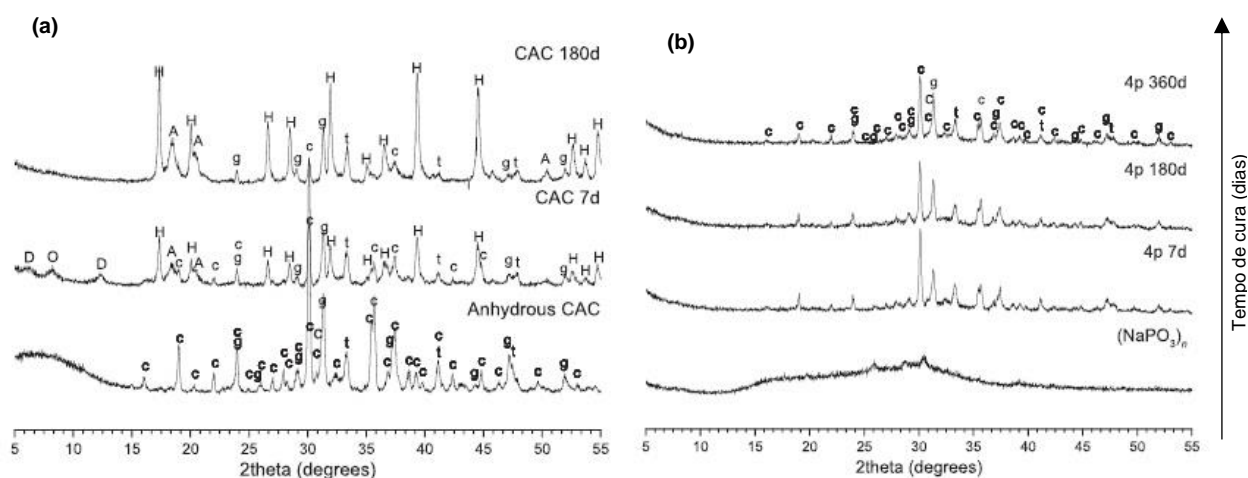 (a)
CAC 180d
H A H A g H H g g H t H H c H t H g t A g H H H
CAC 7d
D O D H A c H A c c g H H g c g H t H c H c H t c H c g t g H H H
Anhydrous CAC
c c c c c g c g c c c c c g c c C g c t c c g c g c c c c t c g c c g t c g c
5 10 15 20 25 30 35 40 45 50 55
2theta (degrees)
(b)
4p 360d
c c c c g c g c c c c c g c c C g c t c c g c c c c c t c g c c g t c g c
4p 180d
4p 7d
(NaPO₃)ₙ
5 10 15 20 25 30 35 40 45 50 55
2theta (degrees)
Tempo de cura (dias)